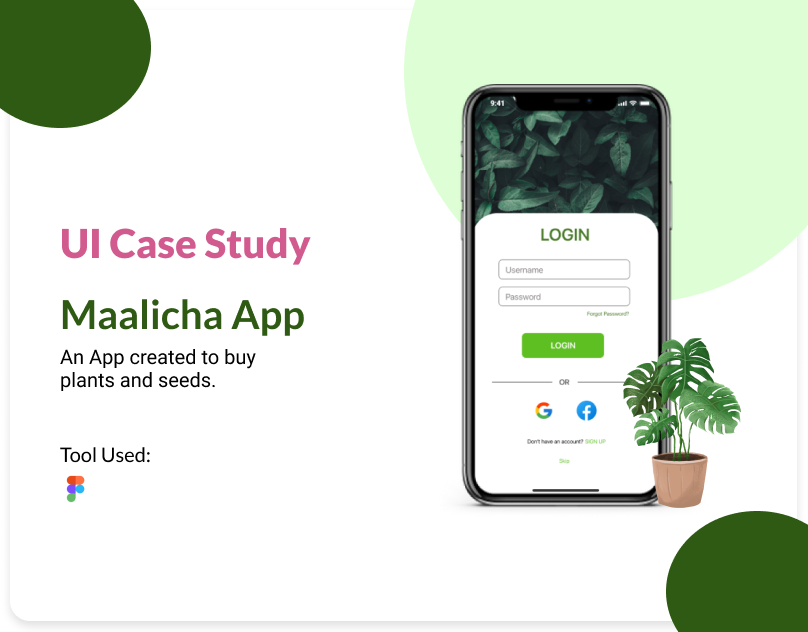 UI Case Study
Maalicha App
An App created to buy
plants and seeds.
Tool Used:
9:41
LOGIN
Username
Password
Forgot Password?
LOGIN
OR
Don't have an account? SIGN UP
Skip